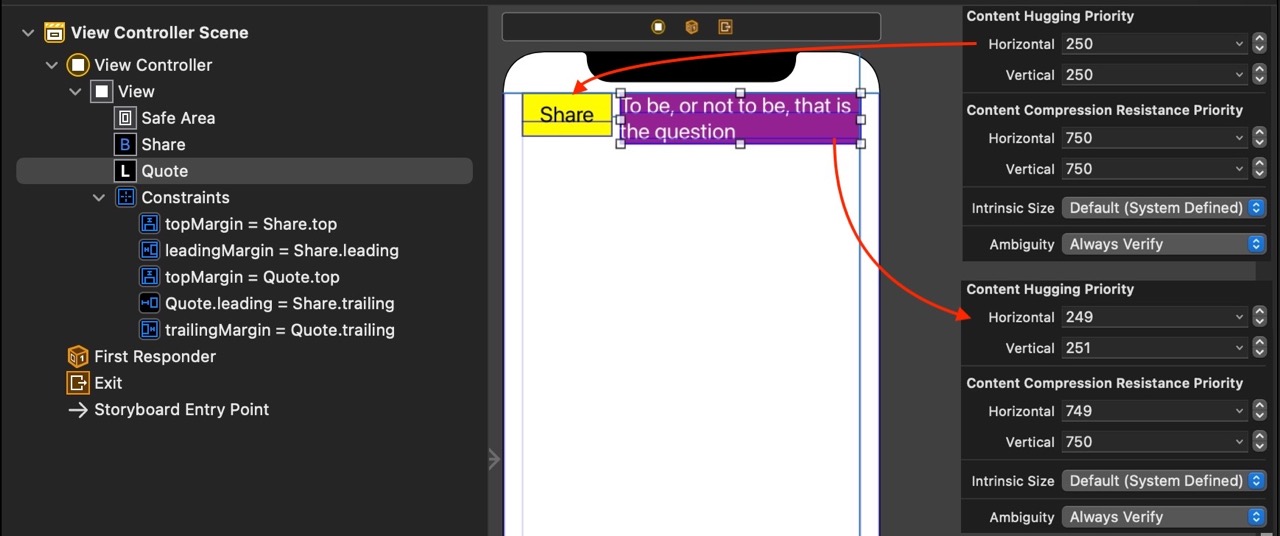 View Controller Scene
View Controller
View
Safe Area
B Share
L Quote
Constraints
topMargin = Share.top
leadingMargin = Share.leading
topMargin = Quote.top
Quote.leading = Share.trailing
trailingMargin = Quote.trailing
First Responder
Exit
Storyboard Entry Point
Share
To be, or not to be, that is
the question
Content Hugging Priority
Horizontal 250
Vertical 250
Content Compression Resistance Priority
Horizontal 750
Vertical 750
Intrinsic Size Default (System Defined)
Ambiguity Always Verify
Content Hugging Priority
Horizontal 249
Vertical 251
Content Compression Resistance Priority
Horizontal 749
Vertical 750
Intrinsic Size Default (System Defined)
Ambiguity Always Verify